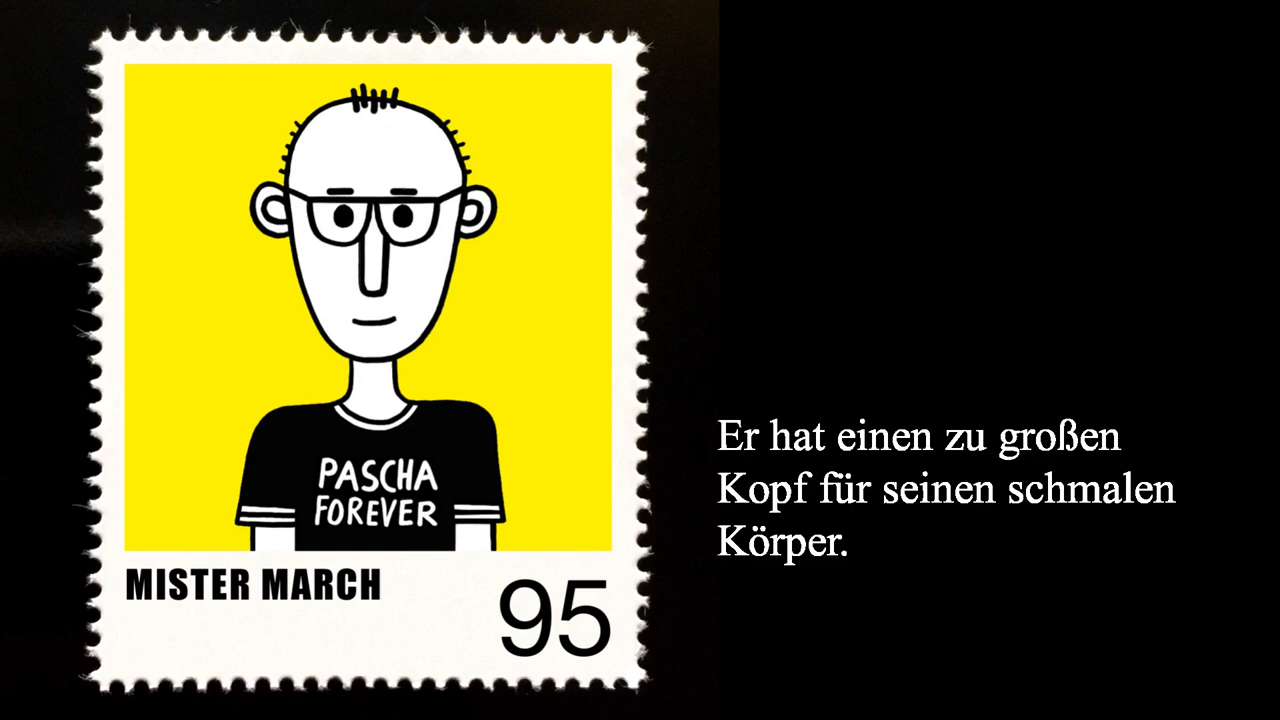 PASCHA
FOREVER
MISTER MARCH
95
Er hat einen zu großen
Kopf für seinen schmalen
Körper.